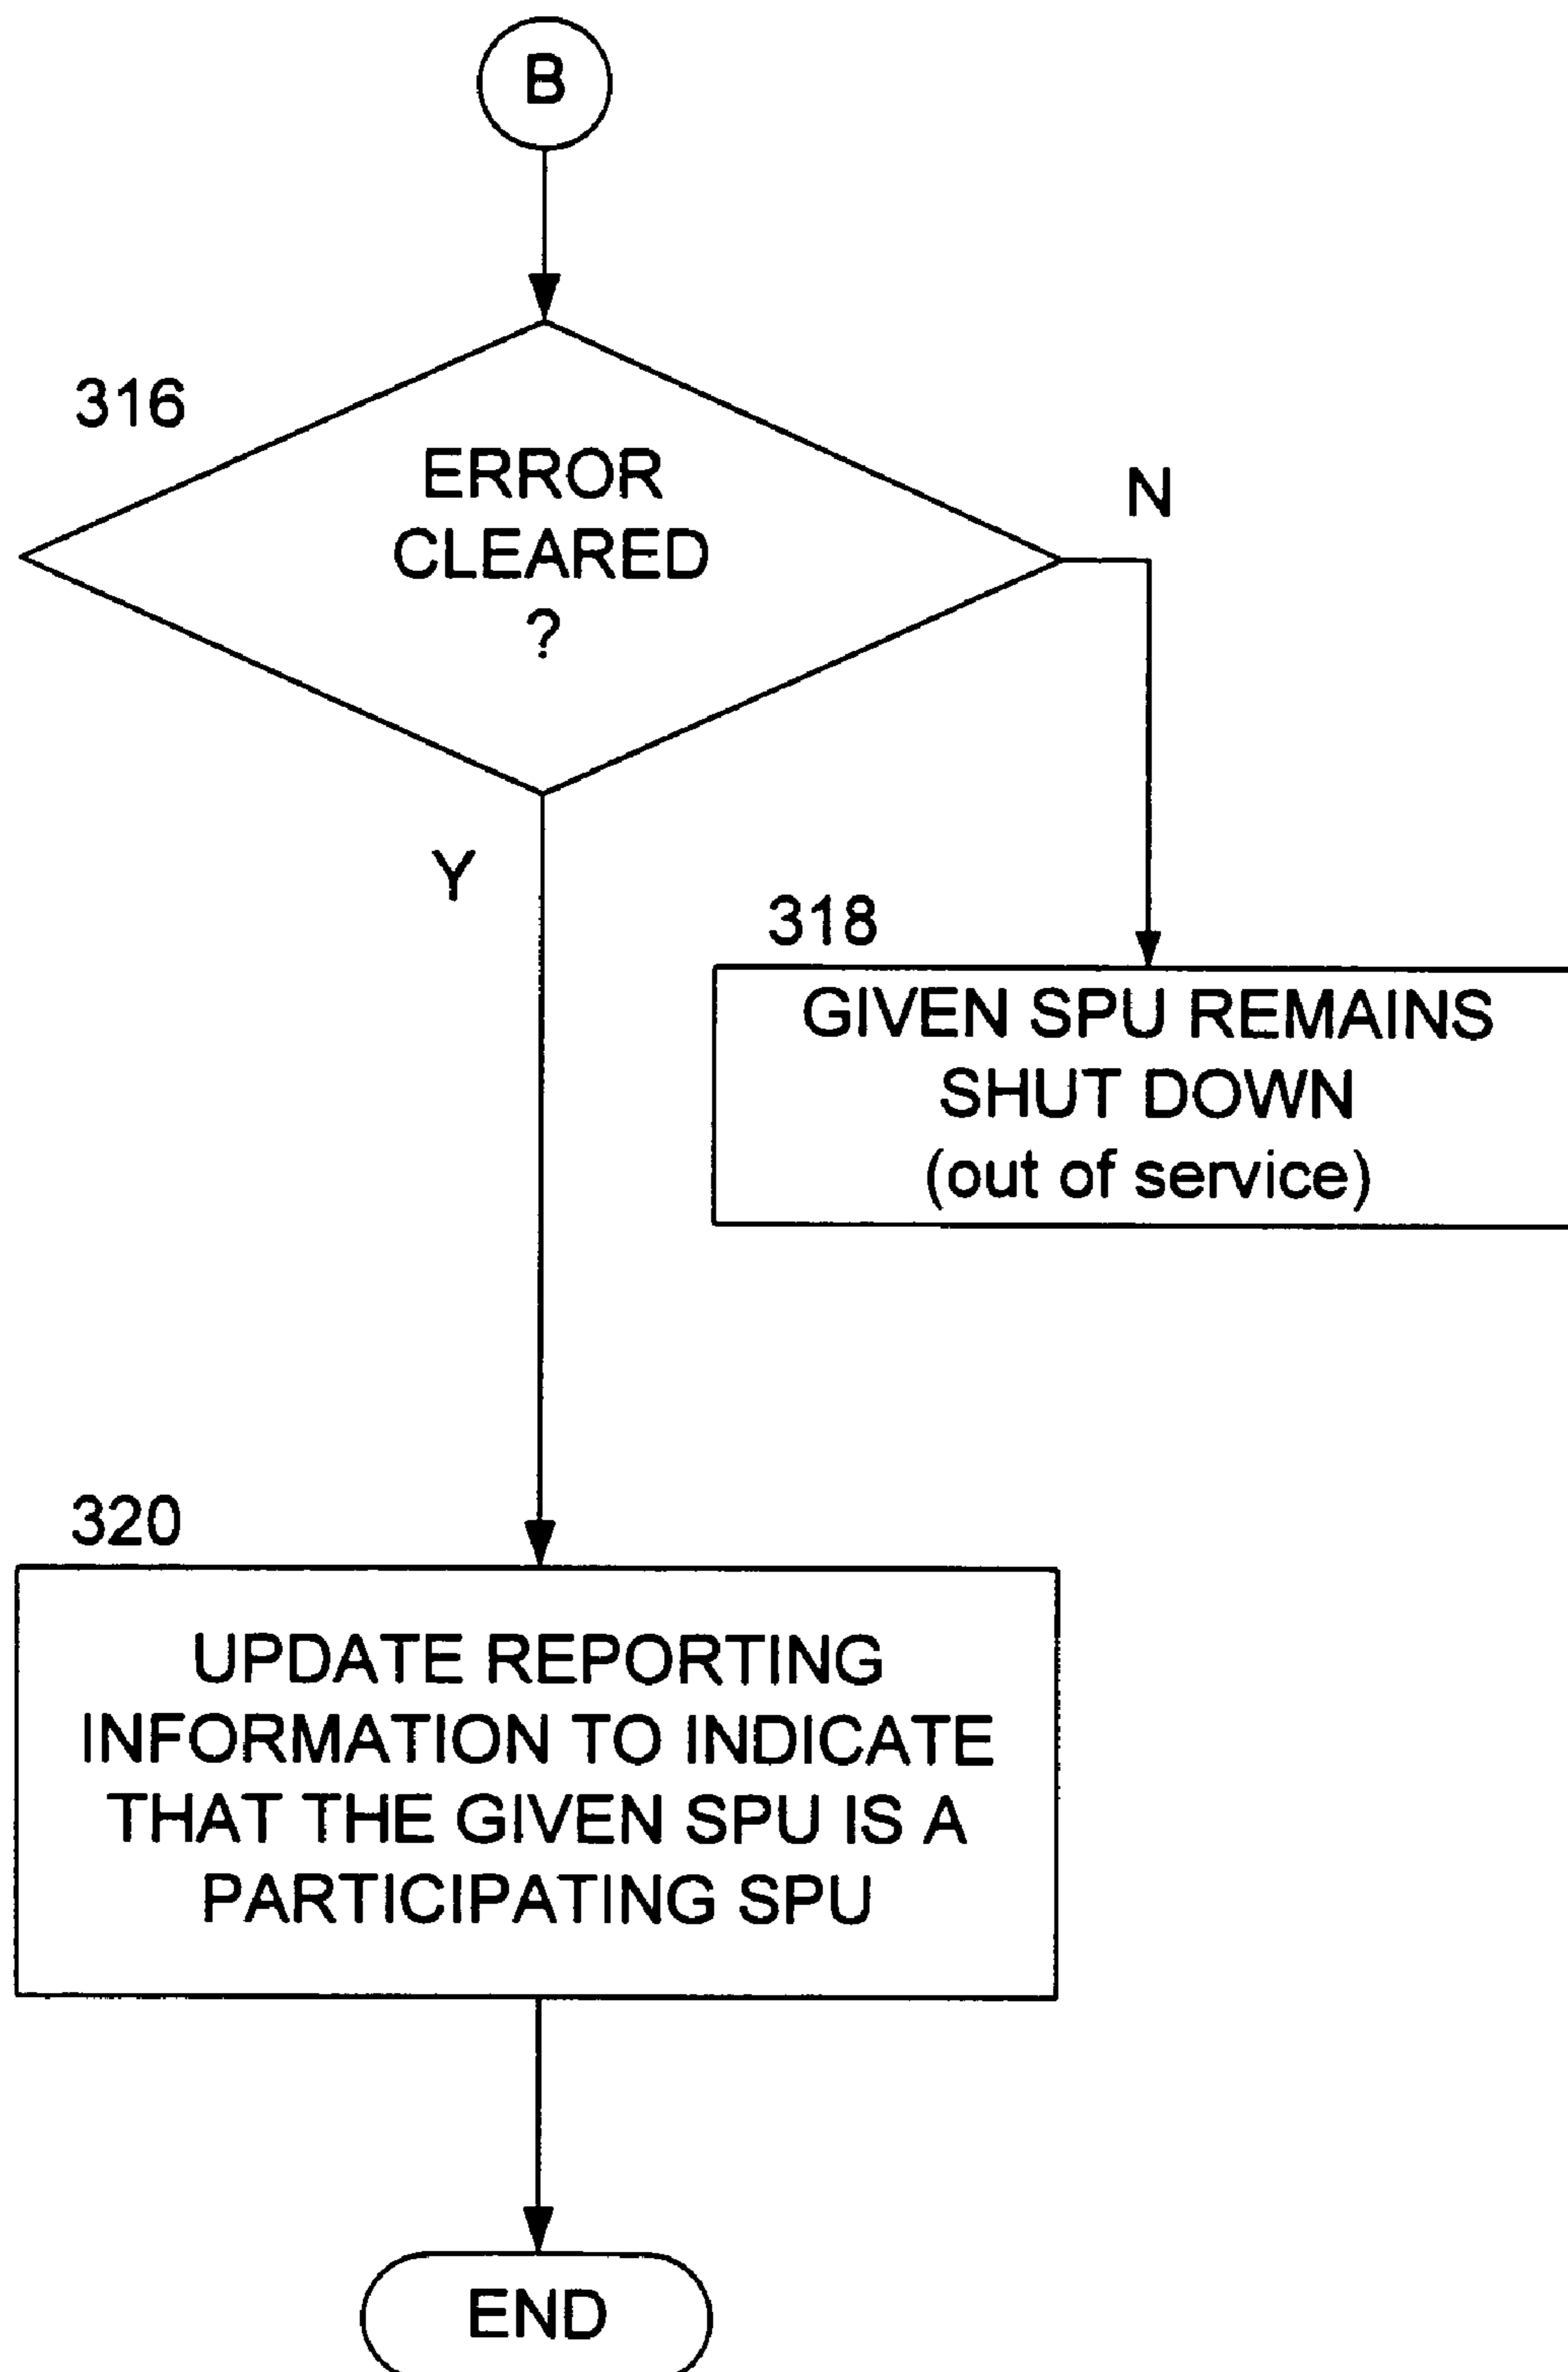 B
316
ERROR
CLEARED
?
N
Y
318
GIVEN SPU REMAINS
SHUT DOWN
(out of service)
320
UPDATE REPORTING
INFORMATION TO INDICATE
THAT THE GIVEN SPU IS A
PARTICIPATING SPU
END